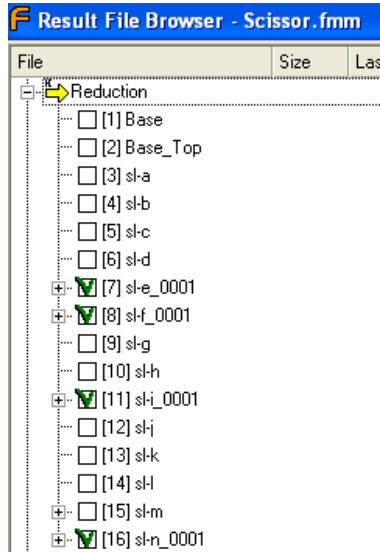 Result File Browser - Scissor.fmm
File Size Las
Reduction
[1] Base
[2] Base_Top
[3] sl-a
[4] sl-b
[5] sl-c
[6] sl-d
[7] sl-e_0001
[8] sl-f_0001
[9] sl-g
[10] sl-h
[11] sl-i_0001
[12] sl-j
[13] sl-k
[14] sl-l
[15] sl-m
[16] sl-n_0001